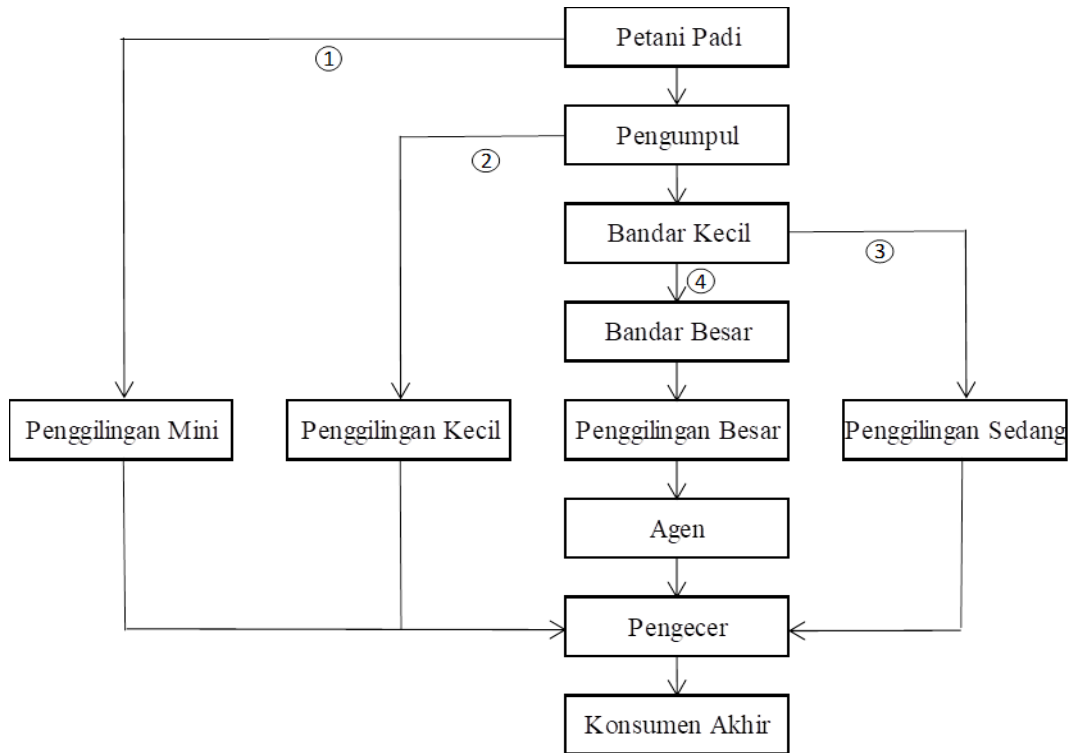 Petani Padi
①
Pengumpul
②
Bandar Kecil
③
④
Bandar Besar
Penggilingan Mini
Penggilingan Kecil
Penggilingan Besar
Penggilingan Sedang
Agen
Pengecer
Konsumen Akhir